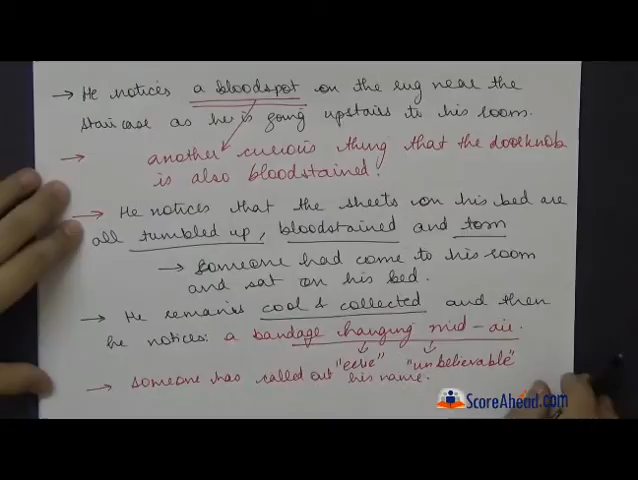 → He notices a bloodspot on the rug near the
staircase as he is going upstairs to his room.
→ another curious thing that the doorknob
is also bloodstained!
→ He notices that the sheets on his bed are
all tumbled up, bloodstained and torn
→ Someone had come to his room
and sat on his bed.
→ He remains cool & collected and then
he notices: a bandage hanging mid-air.
"eerie" "unbelievable"
→ Someone has called out his name.
ScoreAhead.com